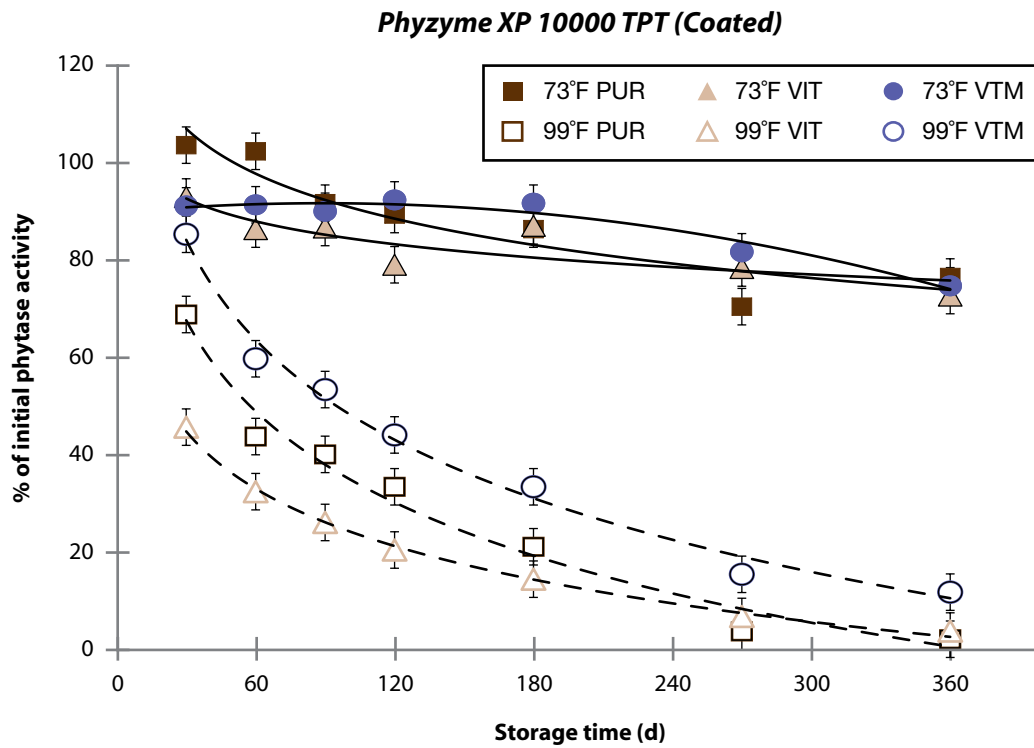 Phyzyme XP 10000 TPT (Coated)
120
100
80
60
40
20
0
% of initial phytase activity
73°F PUR 73°F VIT 73°F VTM
99°F PUR 99°F VIT 99°F VTM
0 60 120 180 240 300 360
Storage time (d)